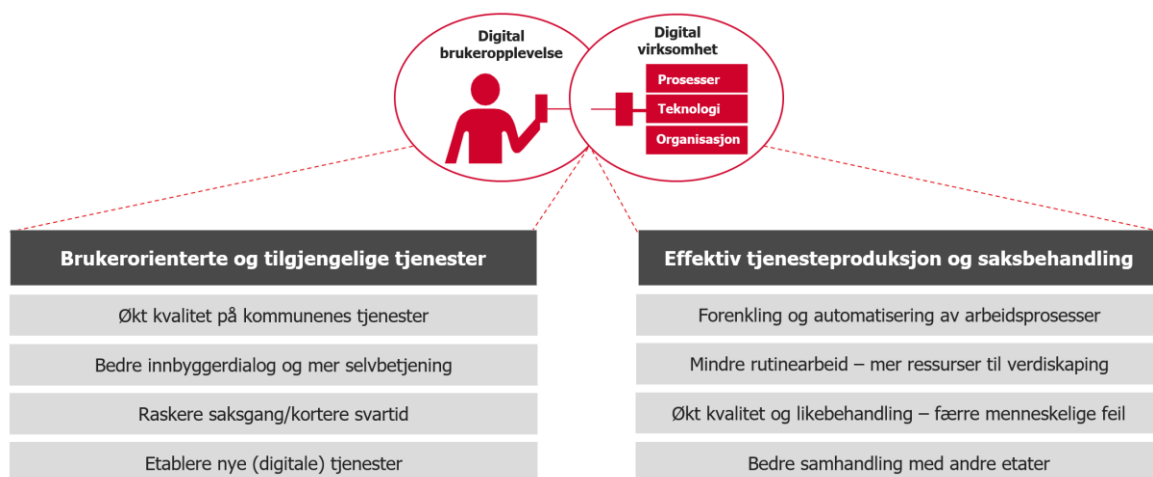 Digital
brukeropplevelse
Digital
virksomhet
Prosesser
Teknologi
Organisasjon
Brukerorienterte og tilgjengelige tjenester
Økt kvalitet på kommunenes tjenester
Bedre innbyggerdialog og mer selvbetjening
Raskere saksgang/kortere svartid
Etablere nye (digitale) tjenester
Effektiv tjenesteproduksjon og saksbehandling
Forenkling og automatisering av arbeidsprosesser
Mindre rutinearbeid – mer ressurser til verdiskaping
Økt kvalitet og likebehandling – færre menneskelige feil
Bedre samhandling med andre etater